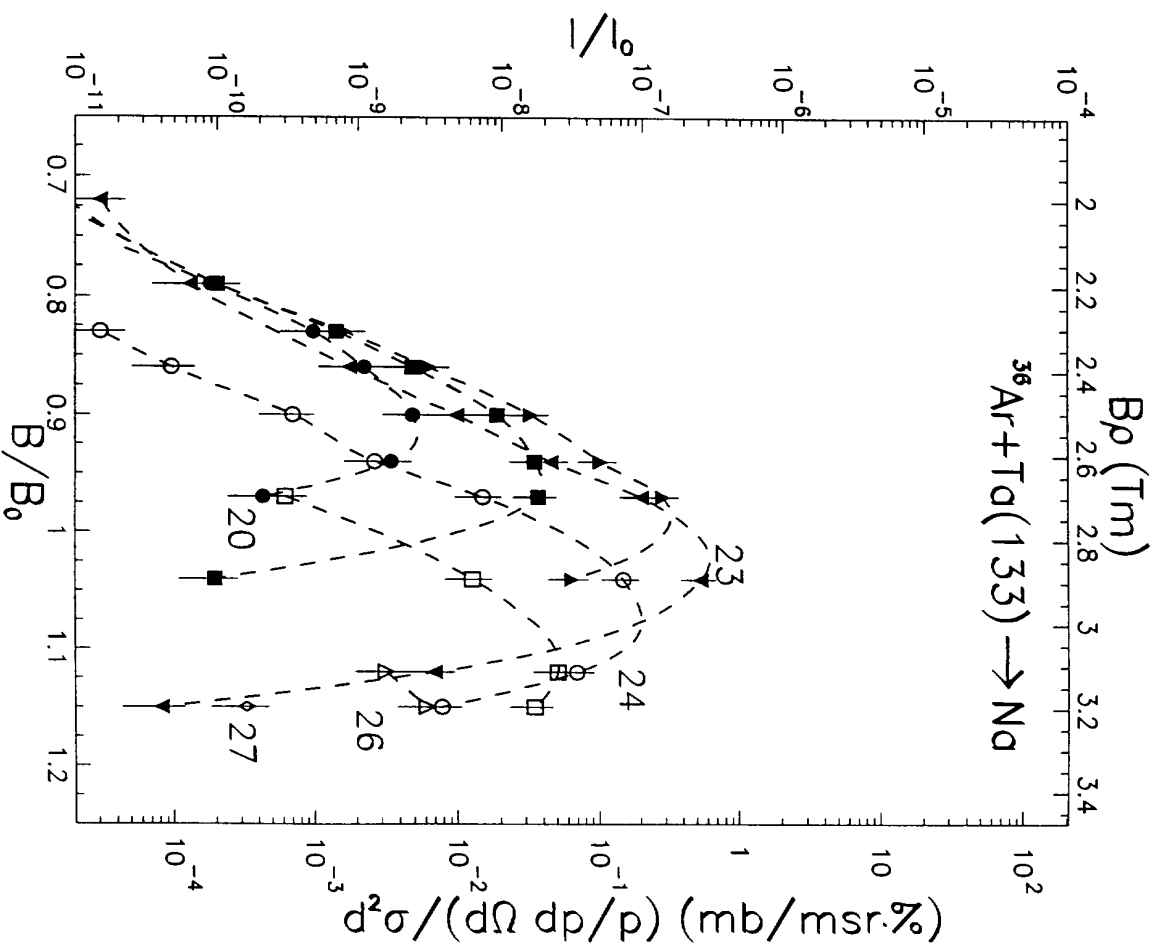 Bρ (Tm)
2 2.2 2.4 2.6 2.8 3 3.2 3.4
³⁶Ar+Ta(133)→Na
I/I₀
10⁻⁴
10⁻⁵
10⁻⁶
10⁻⁷
10⁻⁸
10⁻⁹
10⁻¹⁰
10⁻¹¹
10²
10
1
10⁻¹
10⁻²
10⁻³
10⁻⁴
d²σ/(dΩ dp/p) (mb/msr·%)
23
24
26
20
27
0.7 0.8 0.9 1 1.1 1.2
B/B₀